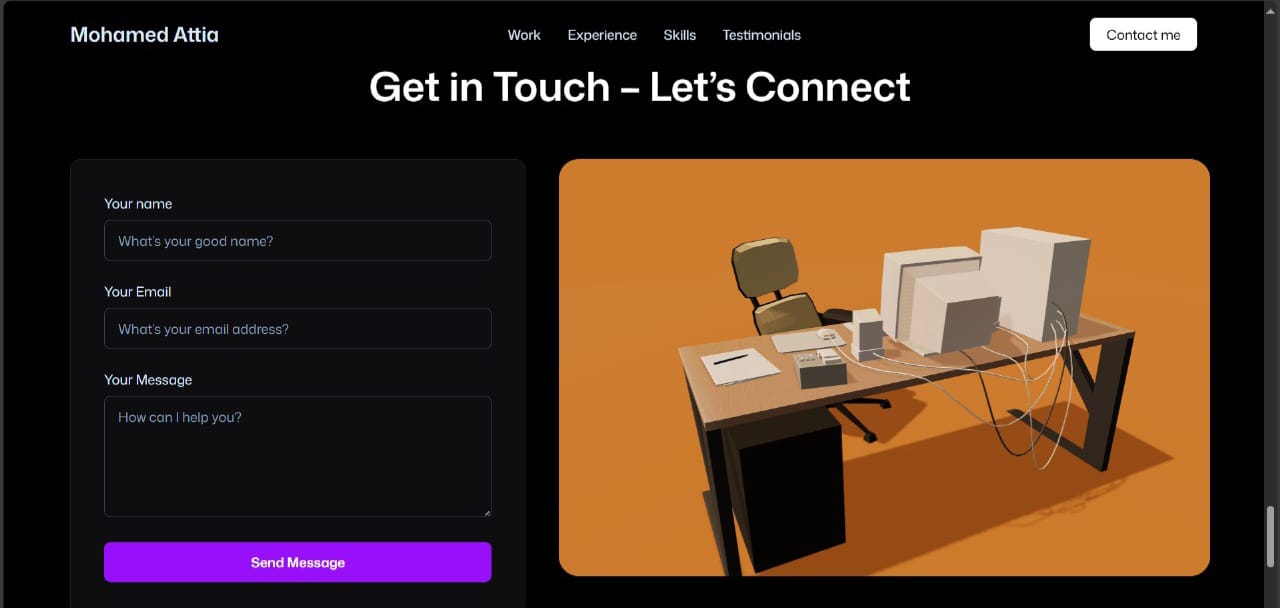 Mohamed Attia
Work
Experience
Skills
Testimonials
Contact me
Get in Touch – Let’s Connect
Your name
What’s your good name?
Your Email
What’s your email address?
Your Message
How can I help you?
Send Message